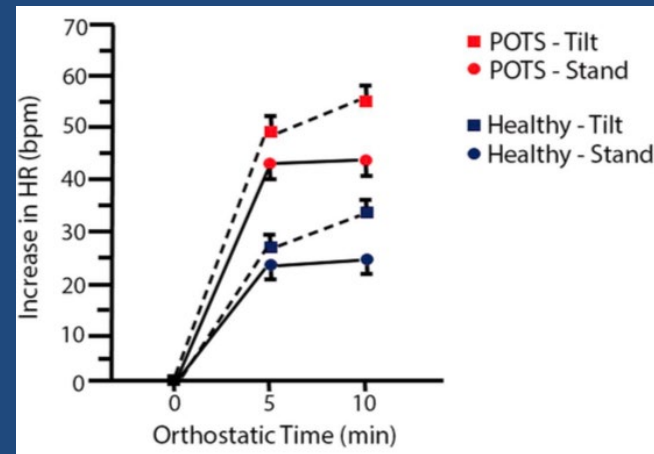 Increase in HR (bpm)
70
60
50
40
30
20
10
0
0 5 10
Orthostatic Time (min)
POTS - Tilt
POTS - Stand
Healthy - Tilt
Healthy - Stand